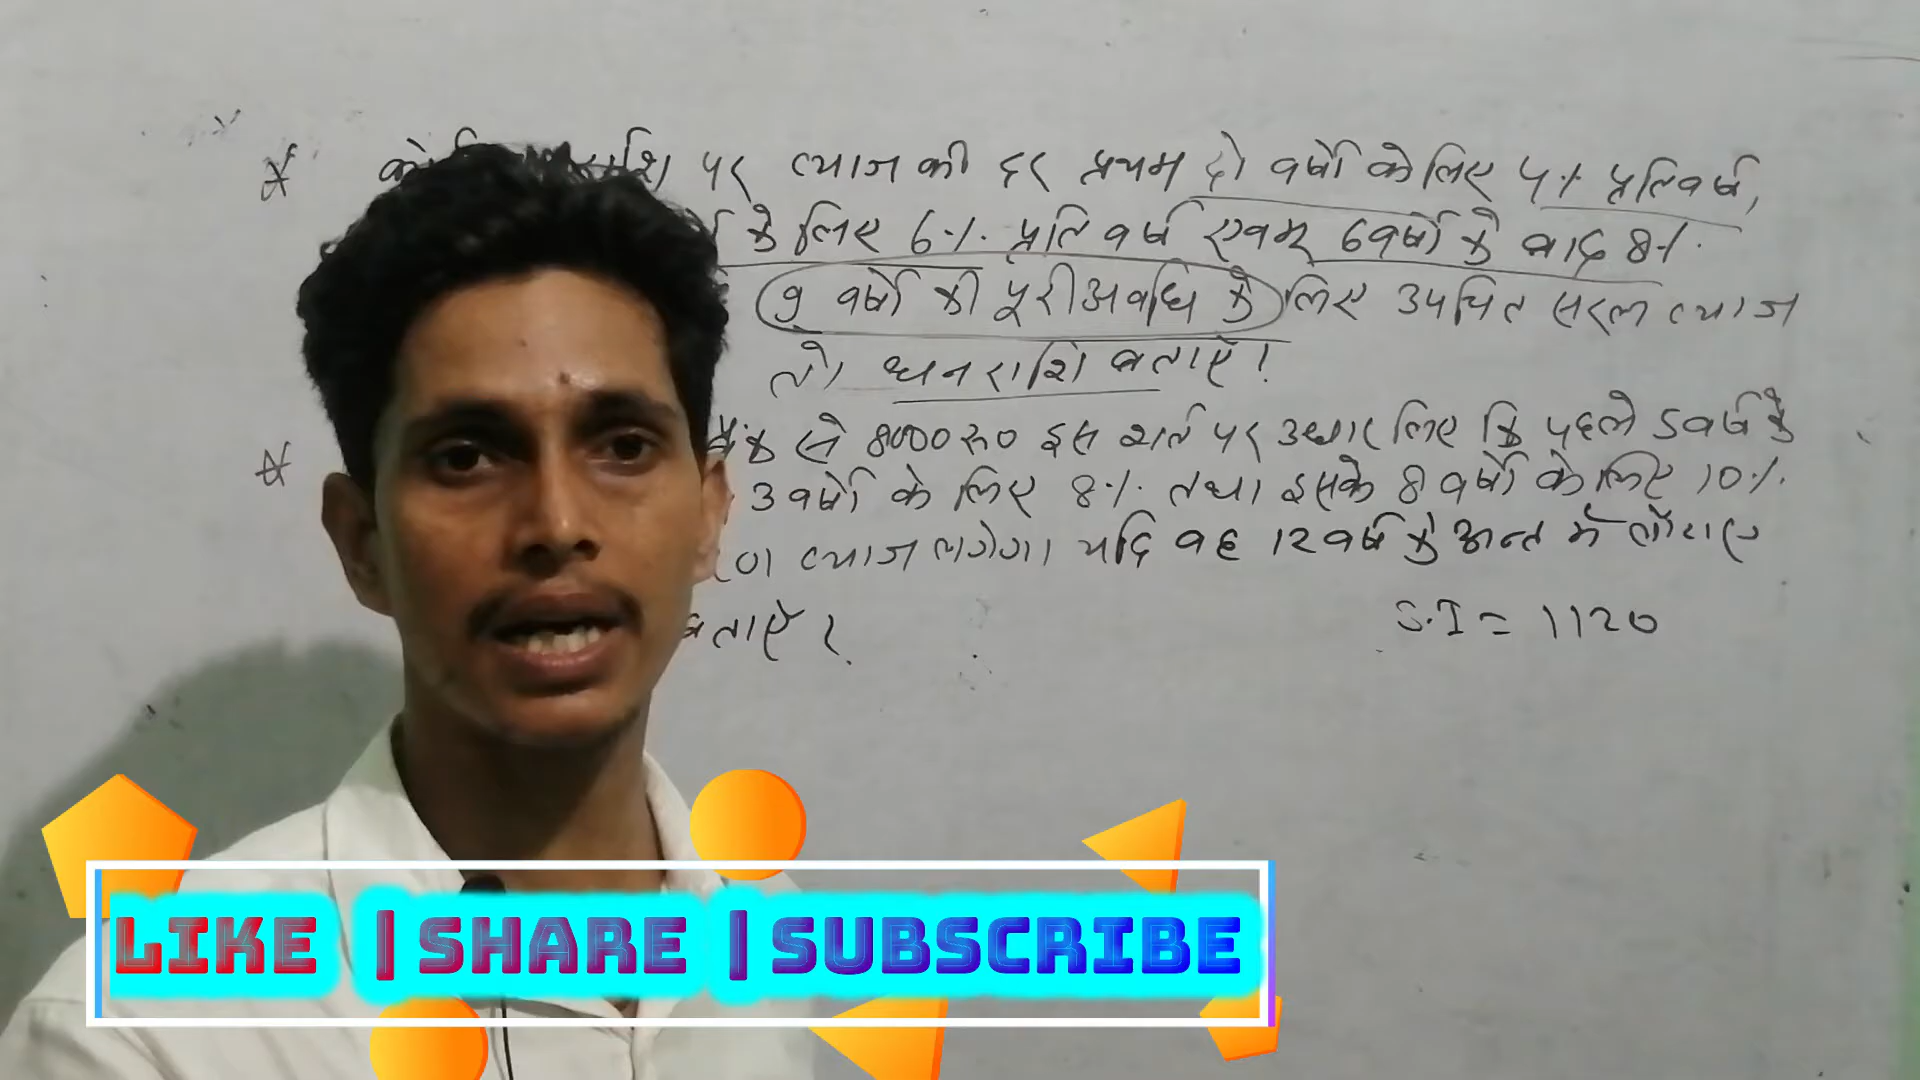 पर ब्याज की दर प्रथम दो वर्षो के लिए 4% प्रतिवर्ष,
के लिए 6% प्रति वर्ष एवम् 6 वर्षो के बाद 8%
9 वर्षो की पूरी अवधि के लिए उपचित सरल ब्याज
तो धनराशि बताएं।
से 8000 रू० इस शर्त पर उधार लिए कि पहले 5 वर्ष के
3 वर्षो के लिए 8% तथा इसके 8 वर्षो के लिए 10%
ब्याज लगेगा। यदि वह 12 वर्ष के अन्त में लौटाए
बताऐं
S.I = 1120
LIKE | SHARE | SUBSCRIBE